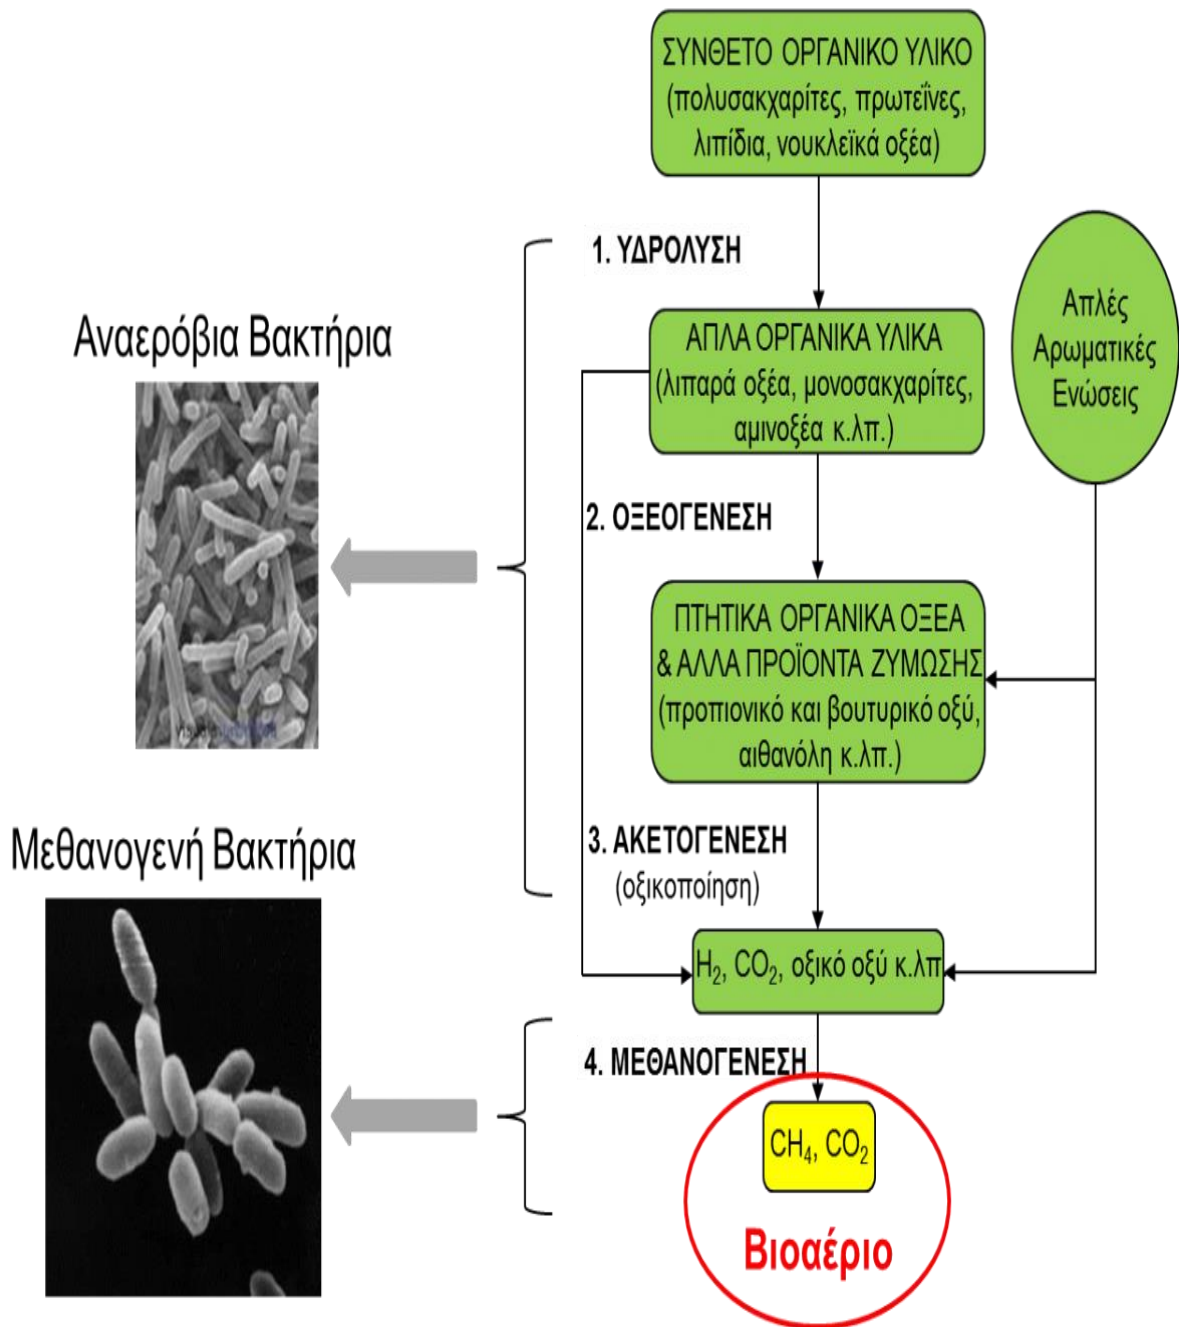 ΣΥΝΘΕΤΟ ΟΡΓΑΝΙΚΟ ΥΛΙΚΟ
(πολυσακχαρίτες, πρωτεΐνες,
λιπίδια, νουκλεϊκά οξέα)
1. ΥΔΡΟΛΥΣΗ
Απλές
Αρωματικές
Ενώσεις
Αναερόβια Βακτήρια
ΑΠΛΑ ΟΡΓΑΝΙΚΑ ΥΛΙΚΑ
(λιπαρά οξέα, μονοσακχαρίτες,
αμινοξέα κ.λπ.)
2. ΟΞΕΟΓΕΝΕΣΗ
ΠΤΗΤΙΚΑ ΟΡΓΑΝΙΚΑ ΟΞΕΑ
& ΑΛΛΑ ΠΡΟΪΟΝΤΑ ΖΥΜΩΣΗΣ
(προπιονικό και βουτυρικό οξύ,
αιθανόλη κ.λπ.)
Μεθανογενή Βακτήρια
3. ΑΚΕΤΟΓΕΝΕΣΗ
(οξικοποίηση)
H₂, CO₂, οξικό οξύ κ.λπ
4. ΜΕΘΑΝΟΓΕΝΕΣΗ
CH₄, CO₂
Βιοαέριο